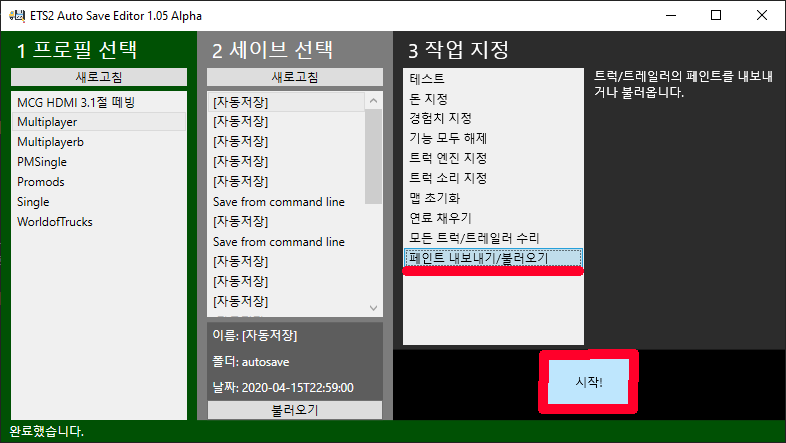 ETS2 Auto Save Editor 1.05 Alpha
1 프로필 선택
새로고침
MCG HDMI 3.1절 떼빙
Multiplayer
Multiplayerb
PMSingle
Promods
Single
WorldofTrucks
2 세이브 선택
새로고침
[자동저장]
[자동저장]
[자동저장]
[자동저장]
[자동저장]
Save from command line
[자동저장]
Save from command line
[자동저장]
[자동저장]
[자동저장]
이름: [자동저장]
폴더: autosave
날짜: 2020-04-15T22:59:00
불러오기
3 작업 지정
테스트
돈 지정
경험치 지정
기능 모두 해제
트럭 엔진 지정
트럭 소리 지정
맵 초기화
연료 채우기
모든 트럭/트레일러 수리
페인트 내보내기/불러오기
트럭/트레일러의 페인트를 내보내
거나 불러옵니다.
시작!
완료했습니다.